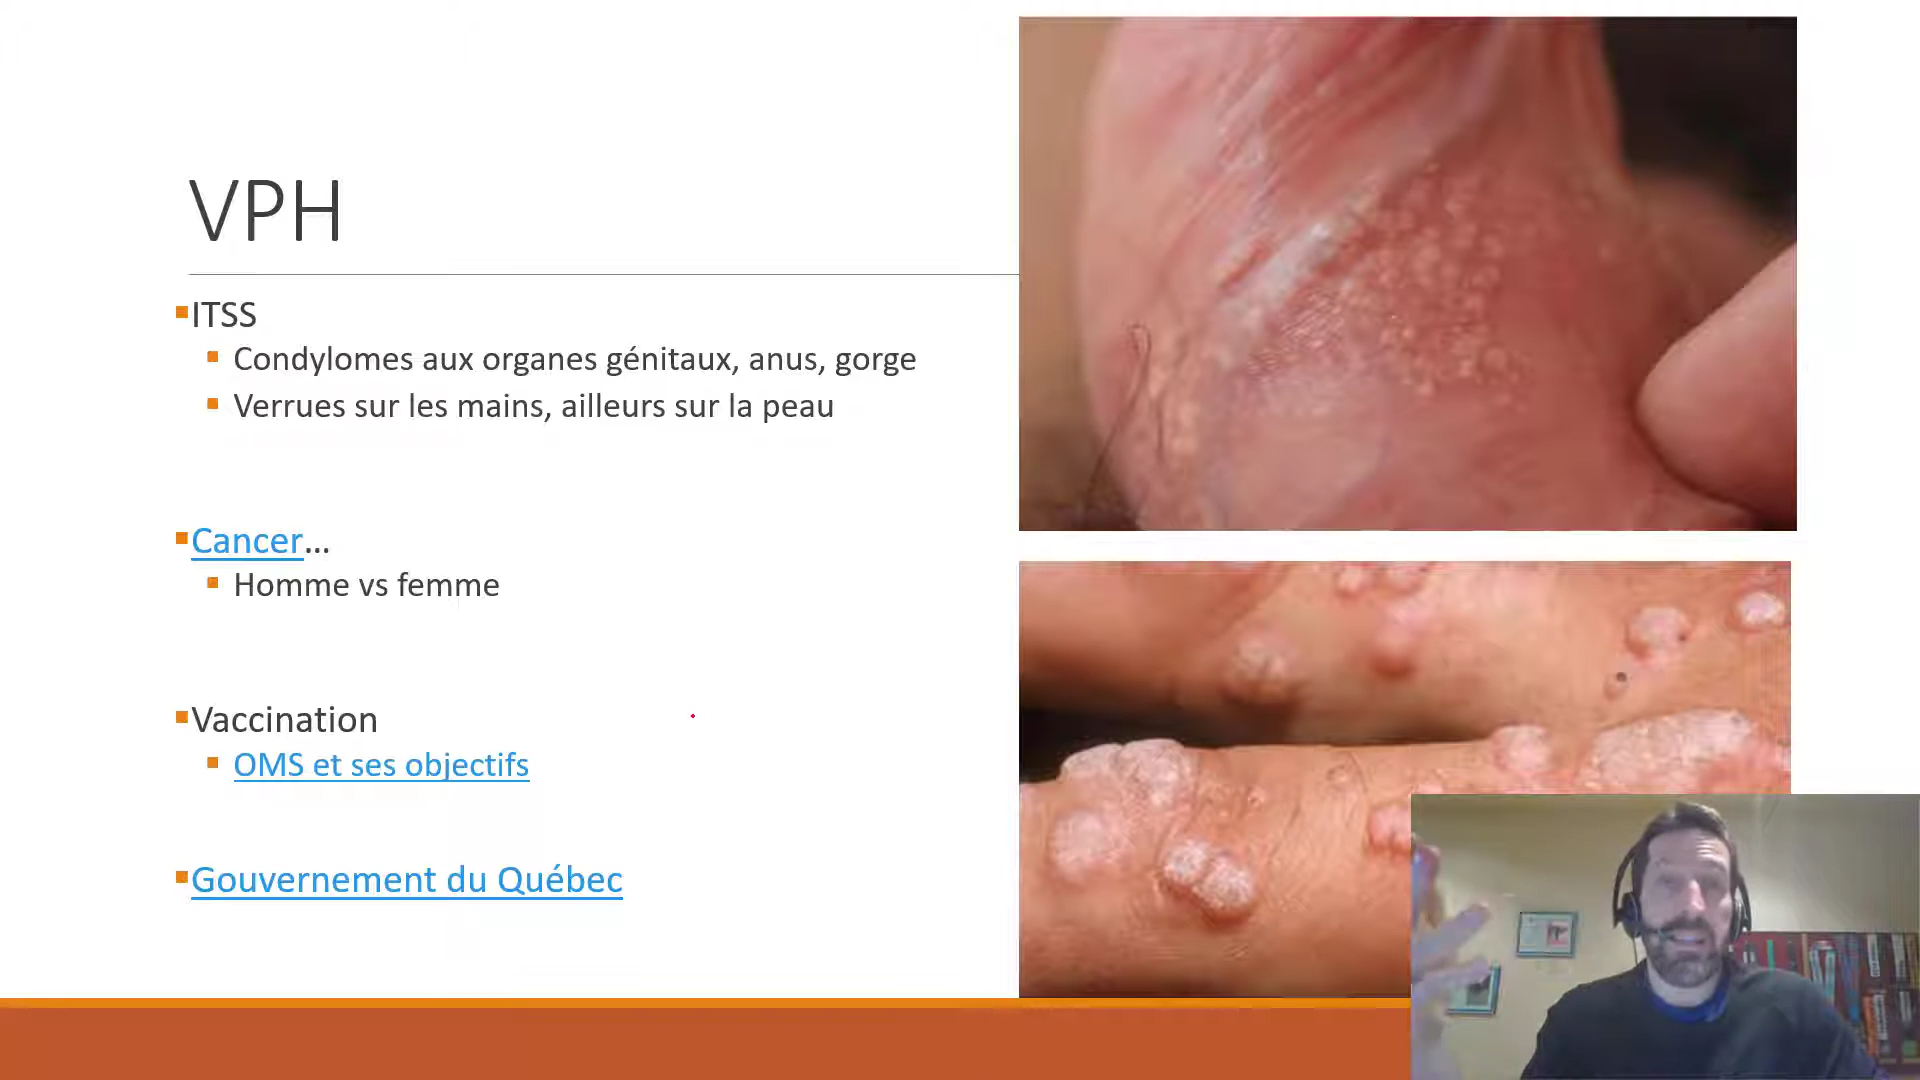 VPH
ITSS
Condylomes aux organes génitaux, anus, gorge
Verrues sur les mains, ailleurs sur la peau
Cancer...
Homme vs femme
Vaccination
OMS et ses objectifs
Gouvernement du Québec